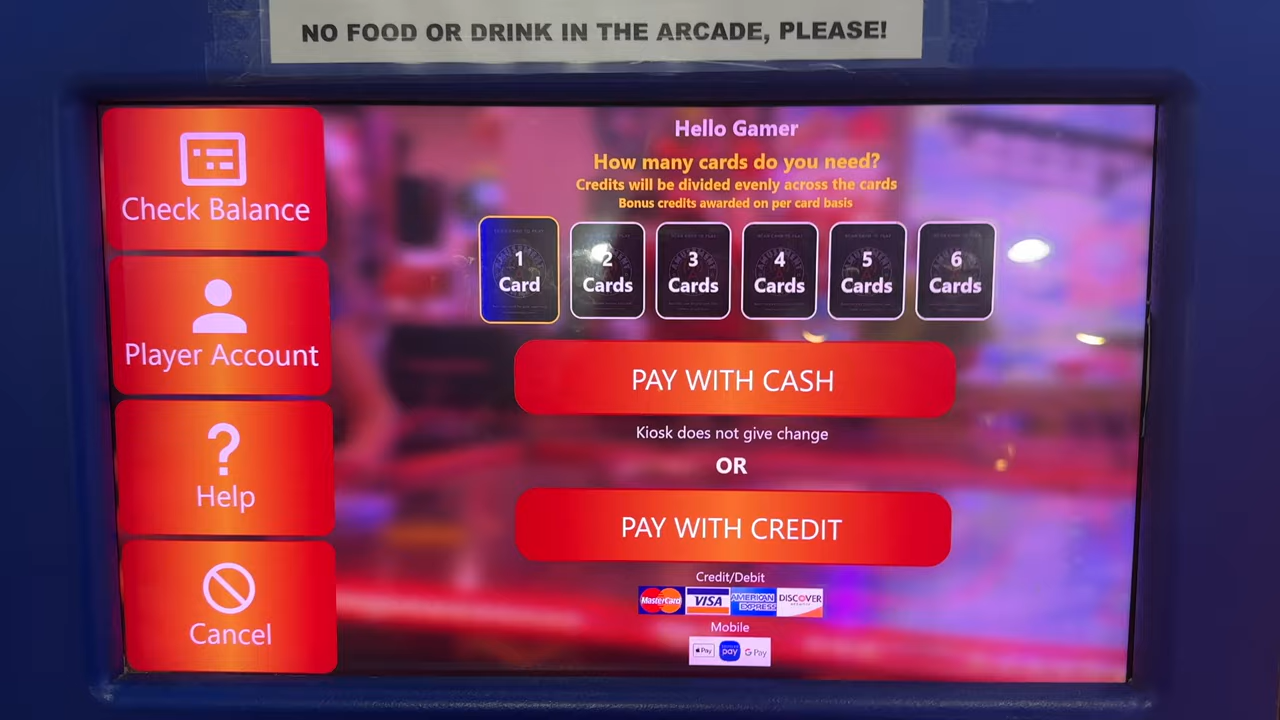 NO FOOD OR DRINK IN THE ARCADE, PLEASE!
Hello Gamer
How many cards do you need?
Credits will be divided evenly across the cards
Bonus credits awarded on per card basis
1
Card
2
Cards
3
Cards
4
Cards
5
Cards
6
Cards
PAY WITH CASH
Kiosk does not give change
OR
PAY WITH CREDIT
Credit/Debit
MasterCard
VISA
AMERICAN
EXPRESS
DISCOVER
Mobile
Pay
pay
G Pay
Check Balance
Player Account
?
Help
Cancel